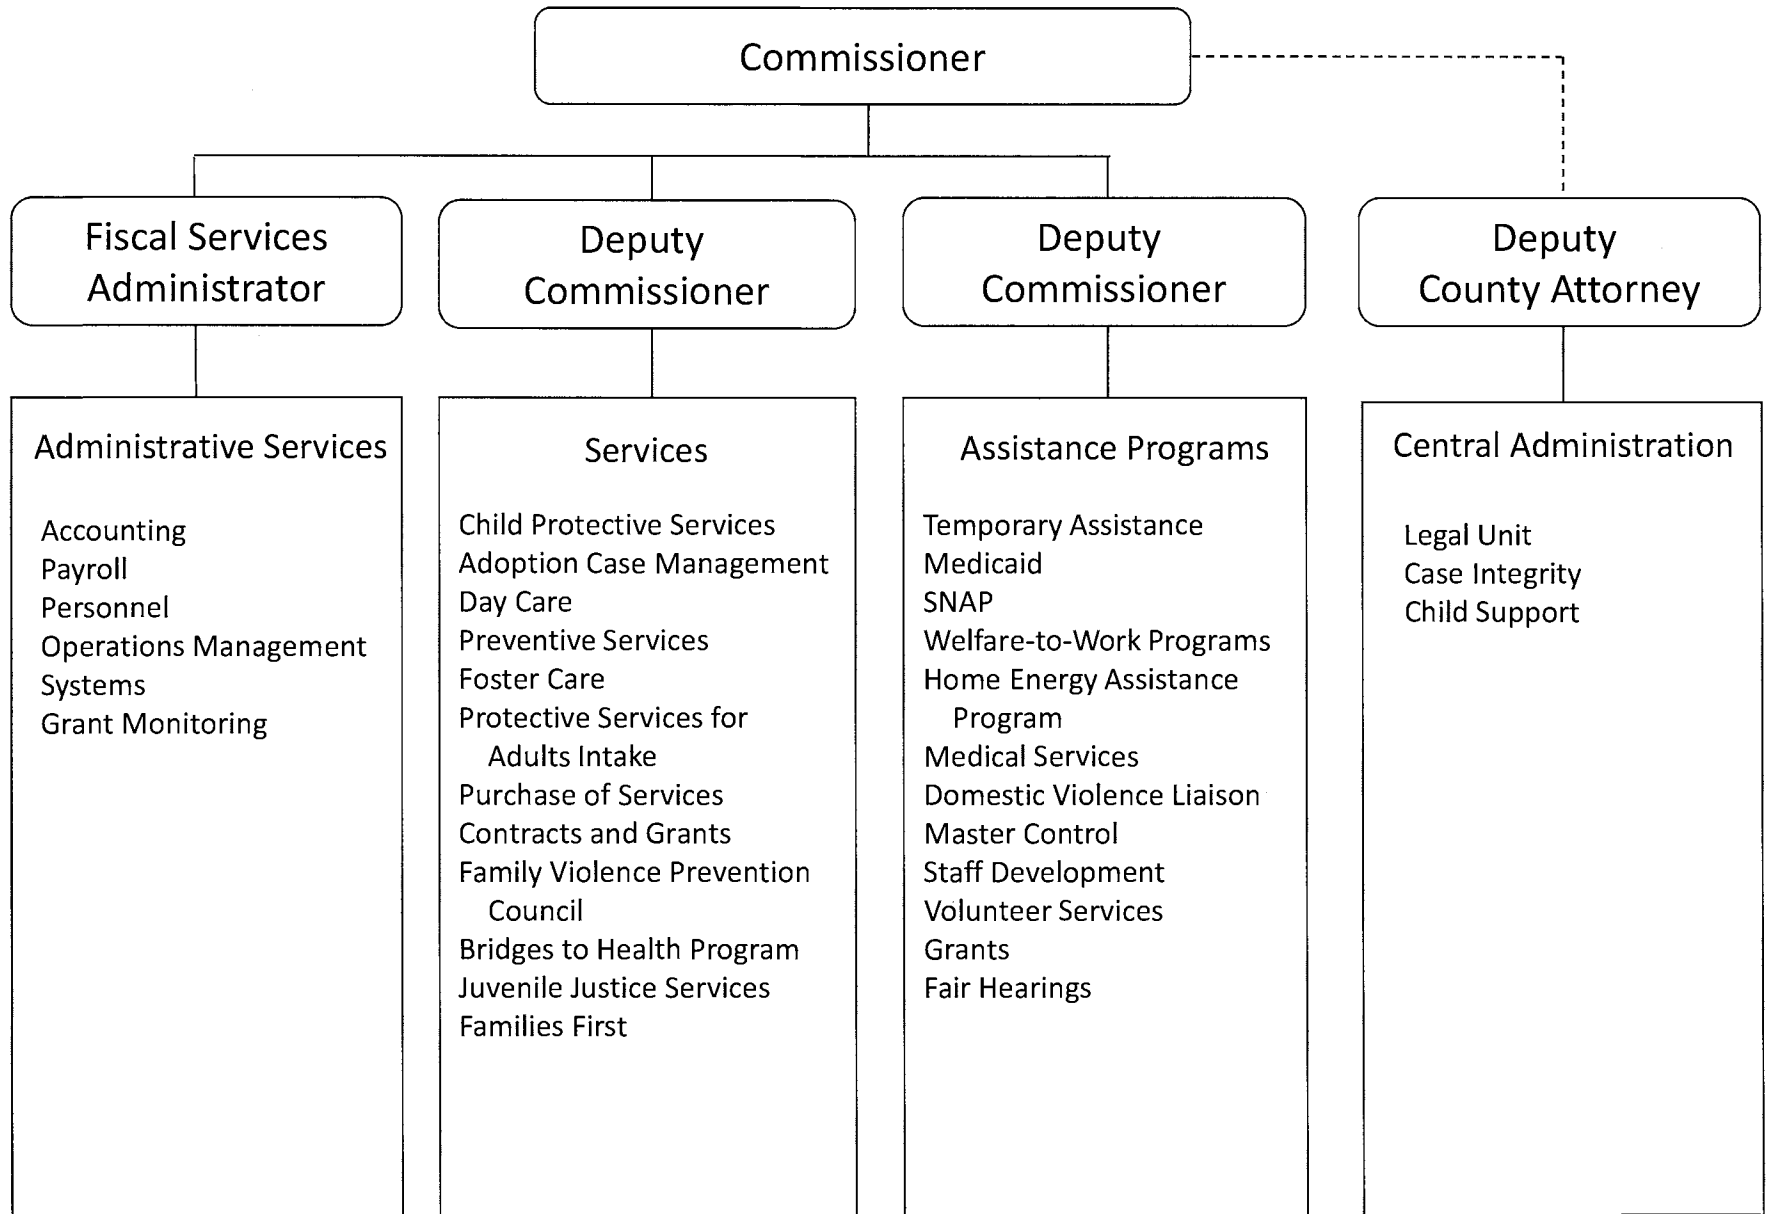 Commissioner
Fiscal Services
Administrator
Deputy
Commissioner
Deputy
Commissioner
Deputy
County Attorney
Administrative Services
Accounting
Payroll
Personnel
Operations Management
Systems
Grant Monitoring
Services
Child Protective Services
Adoption Case Management
Day Care
Preventive Services
Foster Care
Protective Services for
Adults Intake
Purchase of Services
Contracts and Grants
Family Violence Prevention
Council
Bridges to Health Program
Juvenile Justice Services
Families First
Assistance Programs
Temporary Assistance
Medicaid
SNAP
Welfare-to-Work Programs
Home Energy Assistance
Program
Medical Services
Domestic Violence Liaison
Master Control
Staff Development
Volunteer Services
Grants
Fair Hearings
Central Administration
Legal Unit
Case Integrity
Child Support